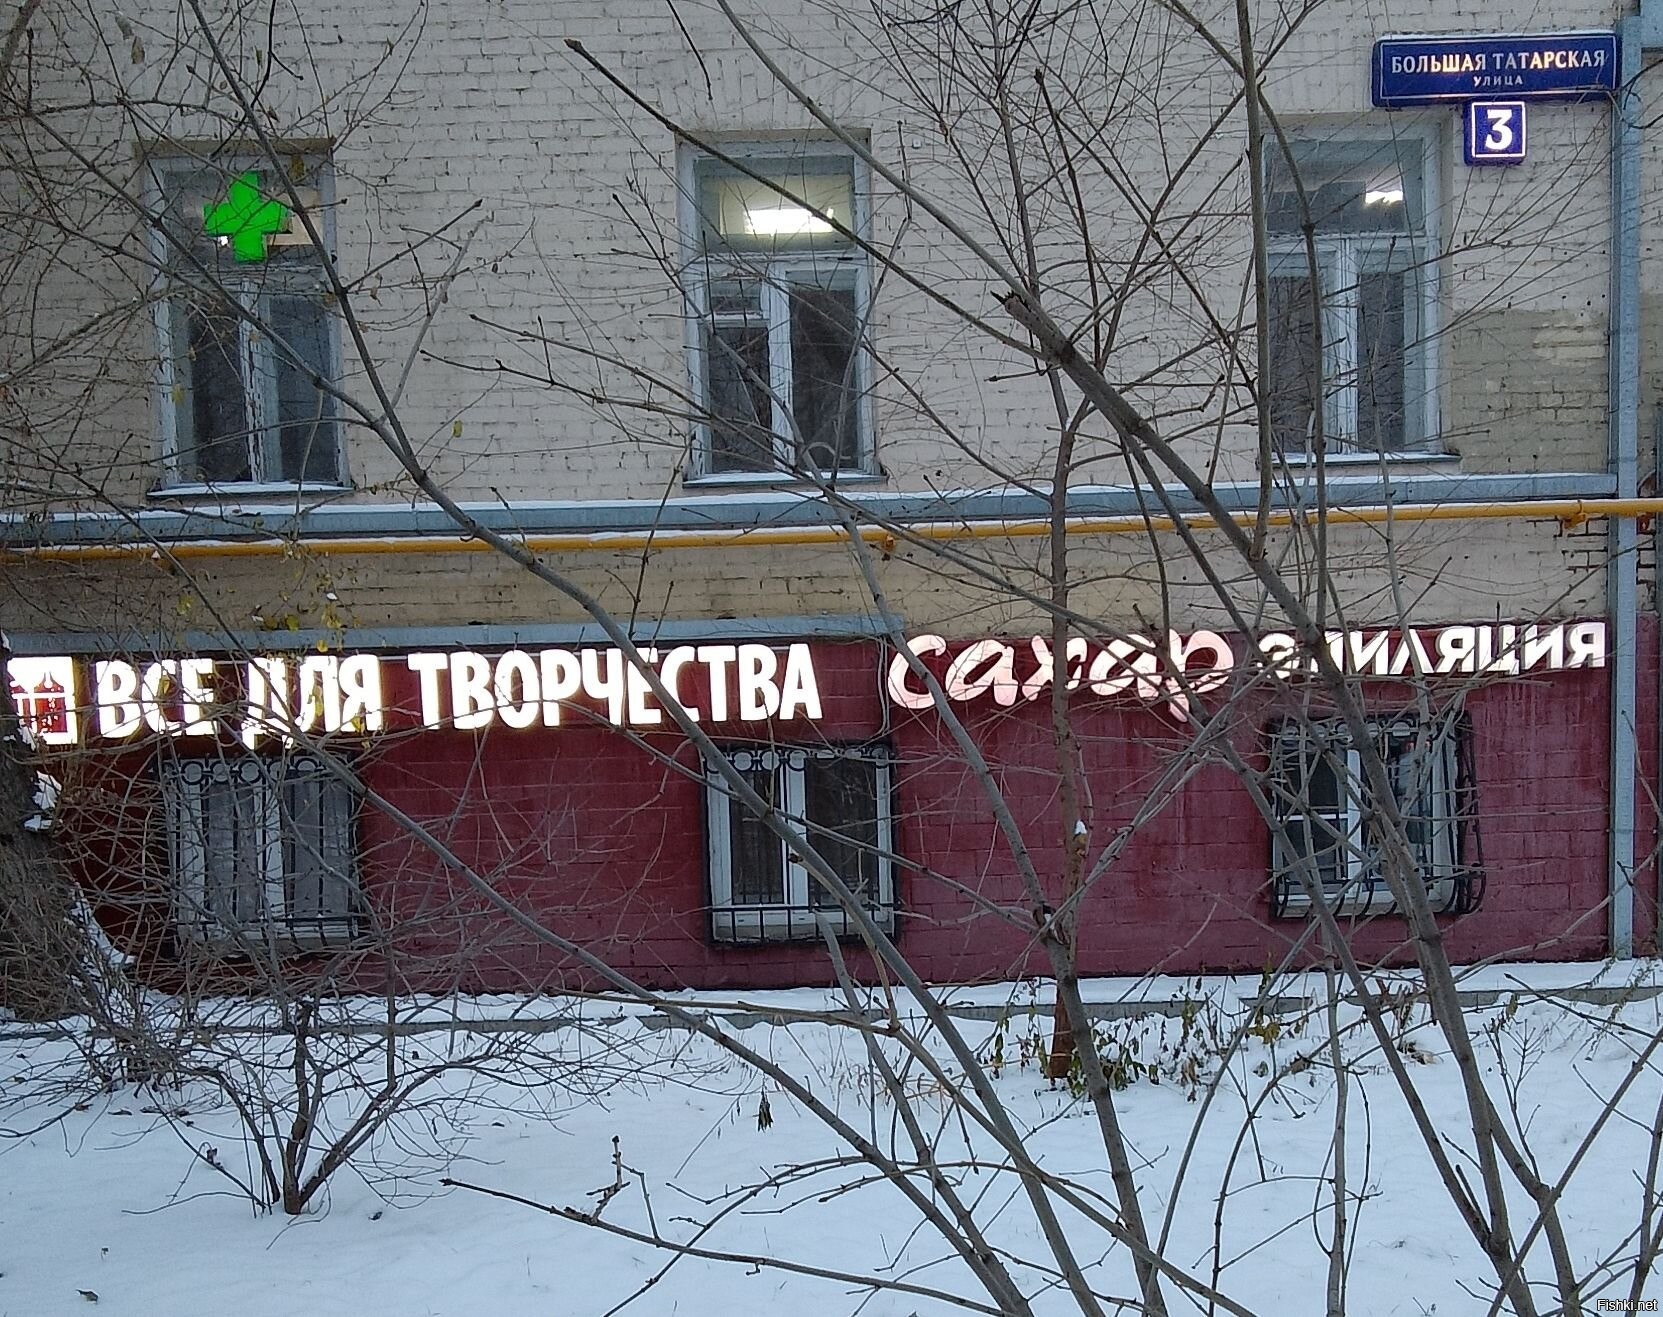 БОЛЬШАЯ ТАТАРСКАЯ
УЛИЦА
3
ВСЕ ДЛЯ ТВОРЧЕСТВА
сахар эпиляция
Fishki.net